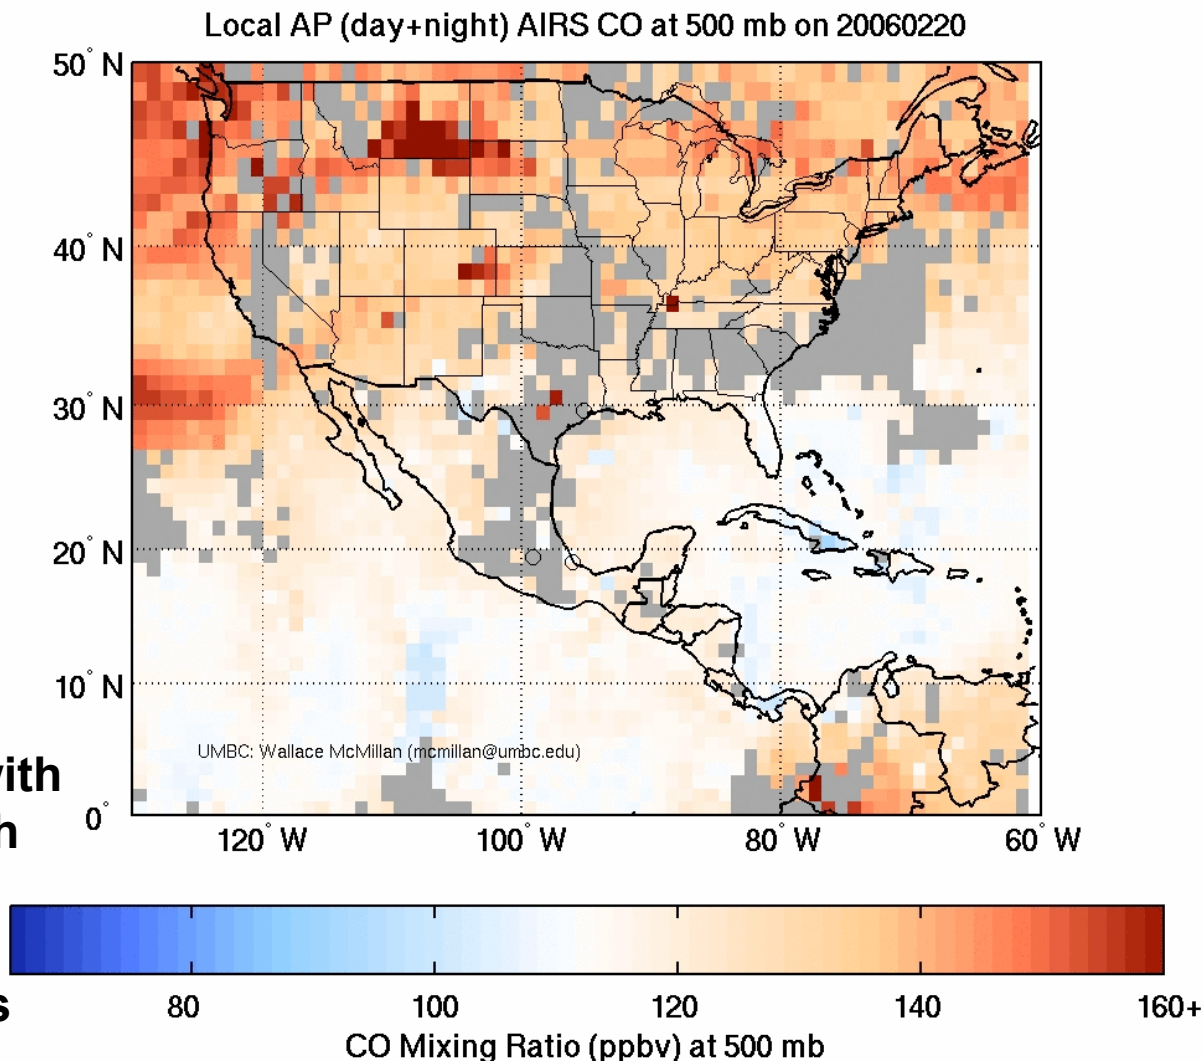 Local AP (day+night) AIRS CO at 500 mb on 20060220
50° N
40° N
30° N
20° N
10° N
0°
UMBC: Wallace McMillan (mcmillan@umbc.edu)
120° W 100° W 80° W 60° W
80 100 120 140 160+
CO Mixing Ratio (ppbv) at 500 mb